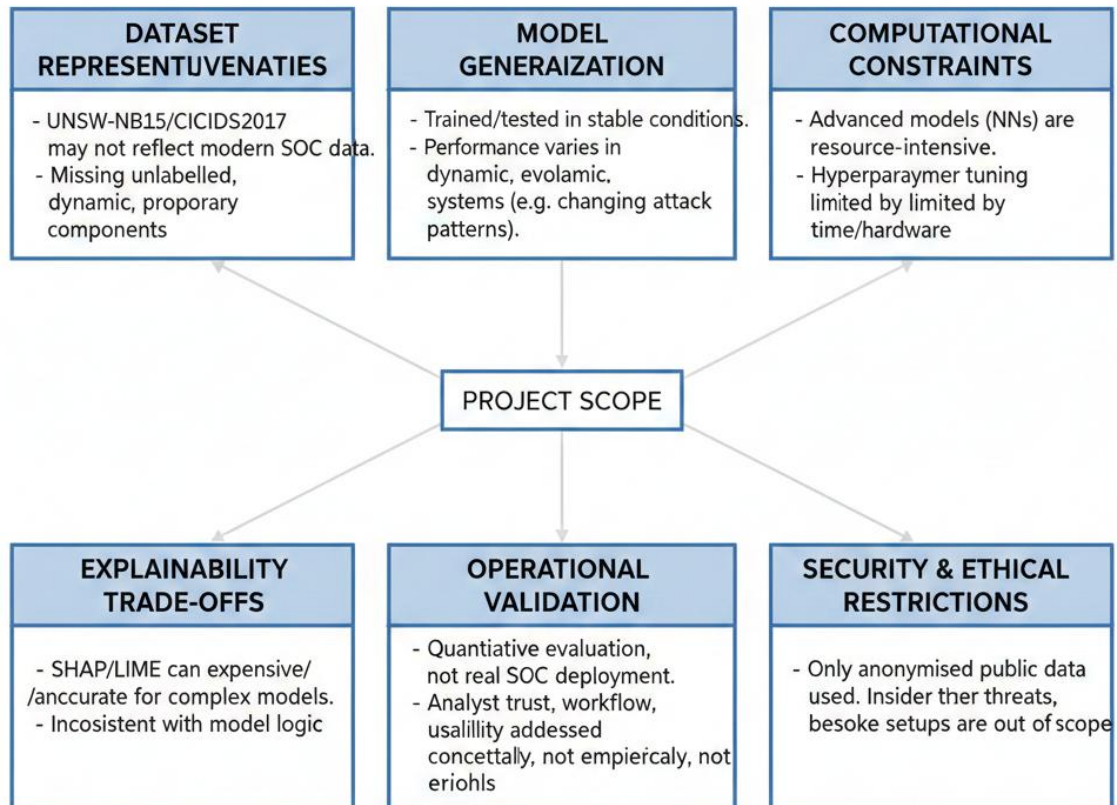 DATASET
REPRESENTUVENATIES
- UNSW-NB15/CICIDS2017
may not reflect modern SOC data.
- Missing unlabelled,
dynamic, proporary
components
MODEL
GENERAIZATION
- Trained/tested in stable conditions.
- Performance varies in
dynamic, evolamic,
systems (e.g. changing attack
patterns).
COMPUTATIONAL
CONSTRAINTS
- Advanced models (NNs) are
resource-intensive.
- Hyperparaymer tuning
limited by limited by
time/hardware
PROJECT SCOPE
EXPLAINABILITY
TRADE-OFFS
- SHAP/LIME can expensive/
/anccurate for complex models.
- Incosistent with model logic
OPERATIONAL
VALIDATION
- Quantiative evaluation,
not real SOC deployment.
- Analyst trust, workflow,
usalillity addressed
concettally, not empiercaly, not
eriohls
SECURITY & ETHICAL
RESTRICTIONS
- Only anonymised public data
used. Insider ther threats,
besoke setups are out of scope